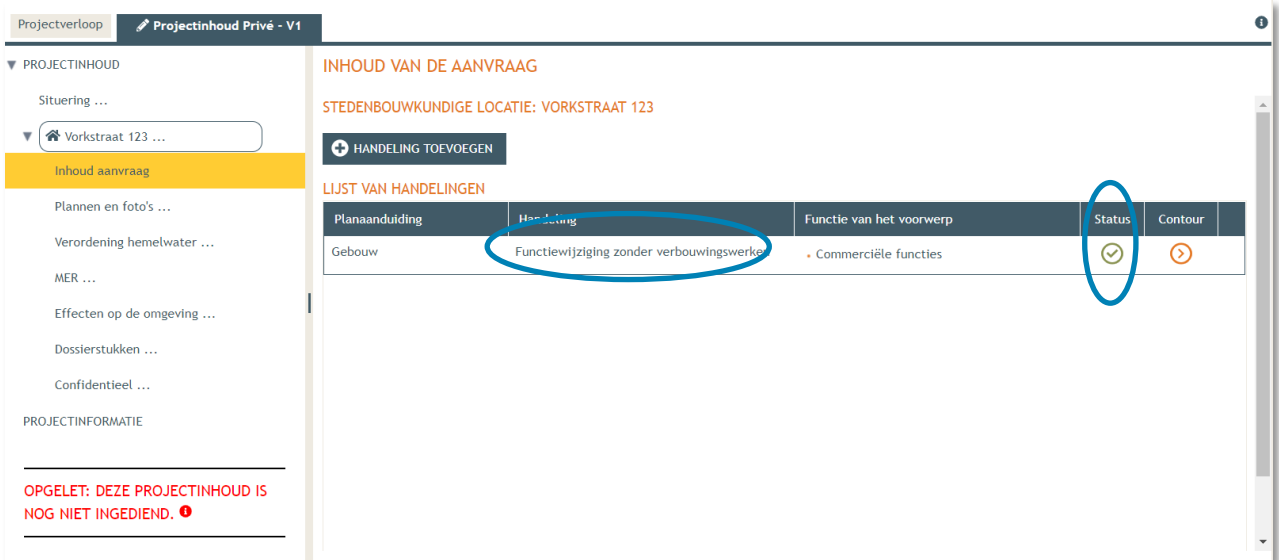 Projectverloop
Projectinhoud Privé - V1
PROJECTINHOUD
Situering ...
Vorkstraat 123 ...
Inhoud aanvraag
Plannen en foto's ...
Verordening hemelwater ...
MER ...
Effecten op de omgeving ...
Dossierstukken ...
Confidentieel ...
PROJECTINFORMATIE
OPGELET: DEZE PROJECTINHOUD IS
NOG NIET INGEDIEND.
INHOUD VAN DE AANVRAAG
STEDENBOUWKUNDIGE LOCATIE: VORKSTRAAT 123
HANDELING TOEVOEGEN
LIJST VAN HANDELINGEN
Planaanduiding Handeling Functie van het voorwerp Status Contour
Gebouw Functiewijziging zonder verbouwingswerken • Commerciële functies